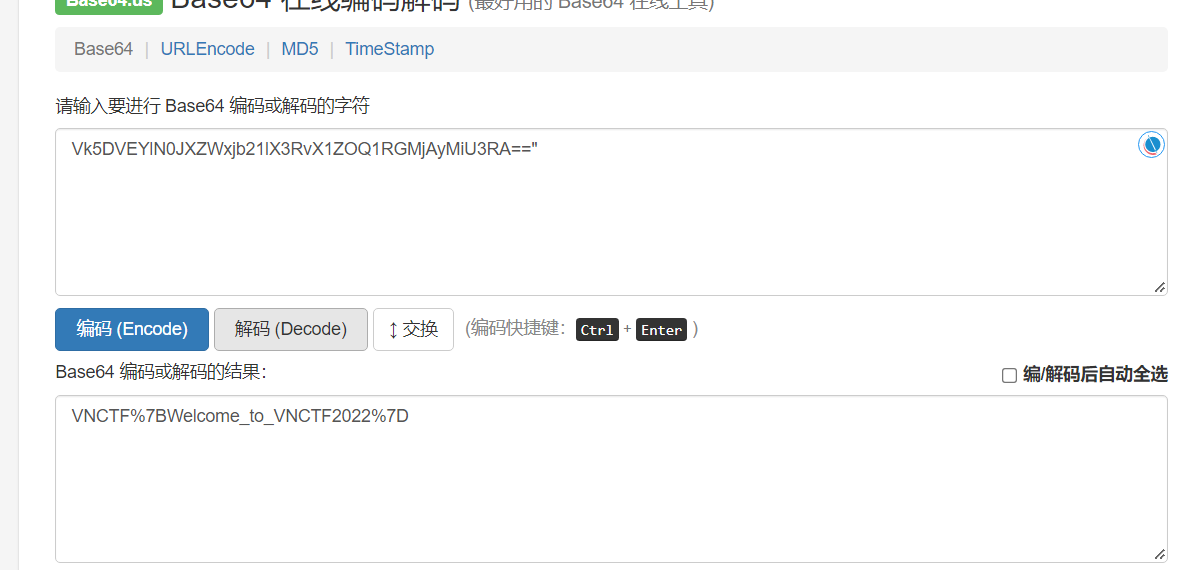 Base64.us Base64 在线编码解码 (最好用的 Base64 在线工具)
Base64 | URLEncode | MD5 | TimeStamp
请输入要进行 Base64 编码或解码的字符
Vk5DVEYlN0JXZWxjb21lX3RvX1ZOQ1RGMjAyMiU3RA=="
编码 (Encode) 解码 (Decode) ↕ 交换 (编码快捷键： Ctrl + Enter )
Base64 编码或解码的结果： 编/解码后自动全选
VNCTF%7BWelcome_to_VNCTF2022%7D